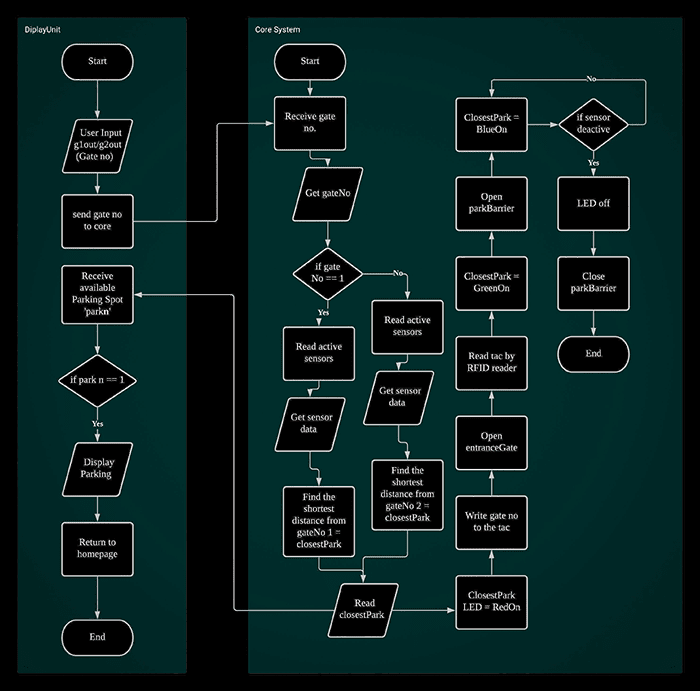 DiplayUnit
Start
User Input
g1out/g2out
(Gate no)
send gate no
to core
Receive
available
Parking Spot
'parkn'
if park n == 1
Yes
Display
Parking
Return to
homepage
End
Core System
Start
Receive gate
no.
Get gateNo
if gate
No == 1
No
Yes
Read active
sensors
Get sensor
data
Find the
shortest
distance from
gateNo 1 =
closestPark
Read active
sensors
Get sensor
data
Find the
shortest
distance from
gateNo 2 =
closestPark
Read
closestPark
ClosestPark
LED = RedOn
Write gate no
to the tac
Open
entranceGate
Read tac by
RFID reader
ClosestPark =
GreenOn
Open
parkBarrier
ClosestPark =
BlueOn
No
if sensor
deactive
Yes
LED off
Close
parkBarrier
End